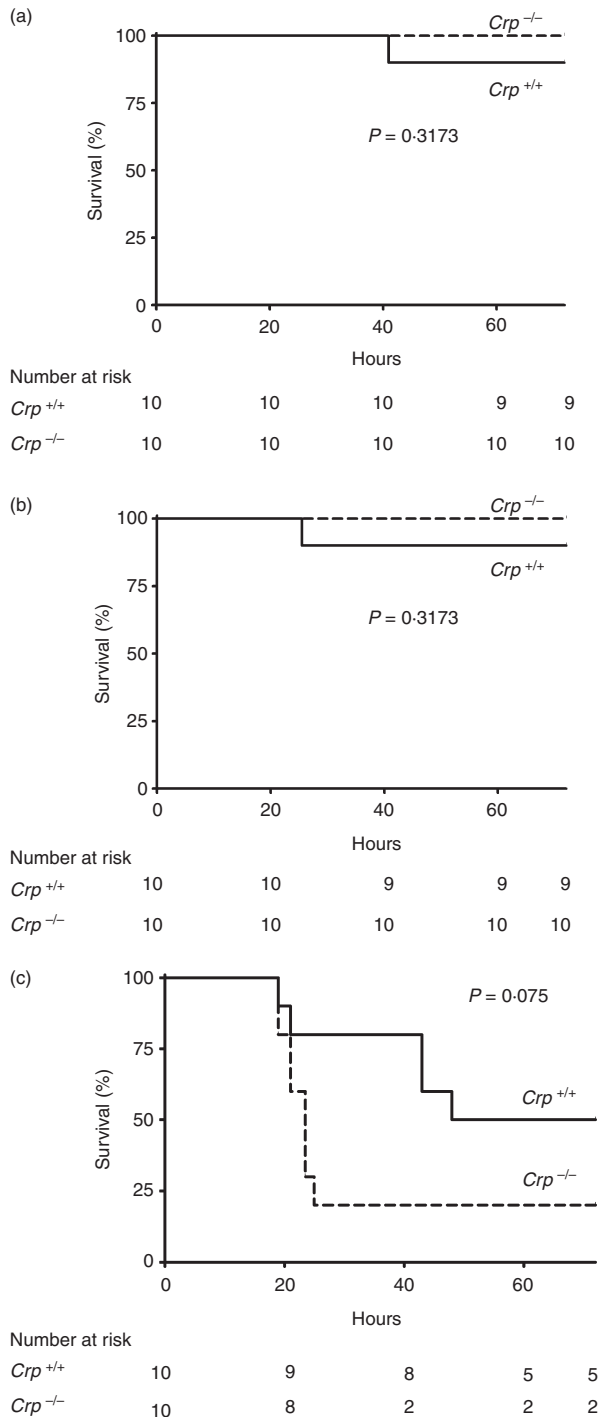 (a)
Crp −/−
100
Crp +/+
75
P = 0·3173
Survival (%)
50
25
0
0 20 40 60
Hours
Number at risk
Crp +/+ 10 10 10 9 9
Crp −/− 10 10 10 10 10
(b)
Crp −/−
100
Crp +/+
75
P = 0·3173
Survival (%)
50
25
0
0 20 40 60
Hours
Number at risk
Crp +/+ 10 10 9 9 9
Crp −/− 10 10 10 10 10
(c)
100
P = 0·075
75
Crp +/+
Survival (%)
50
Crp −/−
25
0
0 20 40 60
Hours
Number at risk
Crp +/+ 10 9 8 5 5
Crp −/− 10 8 2 2 2